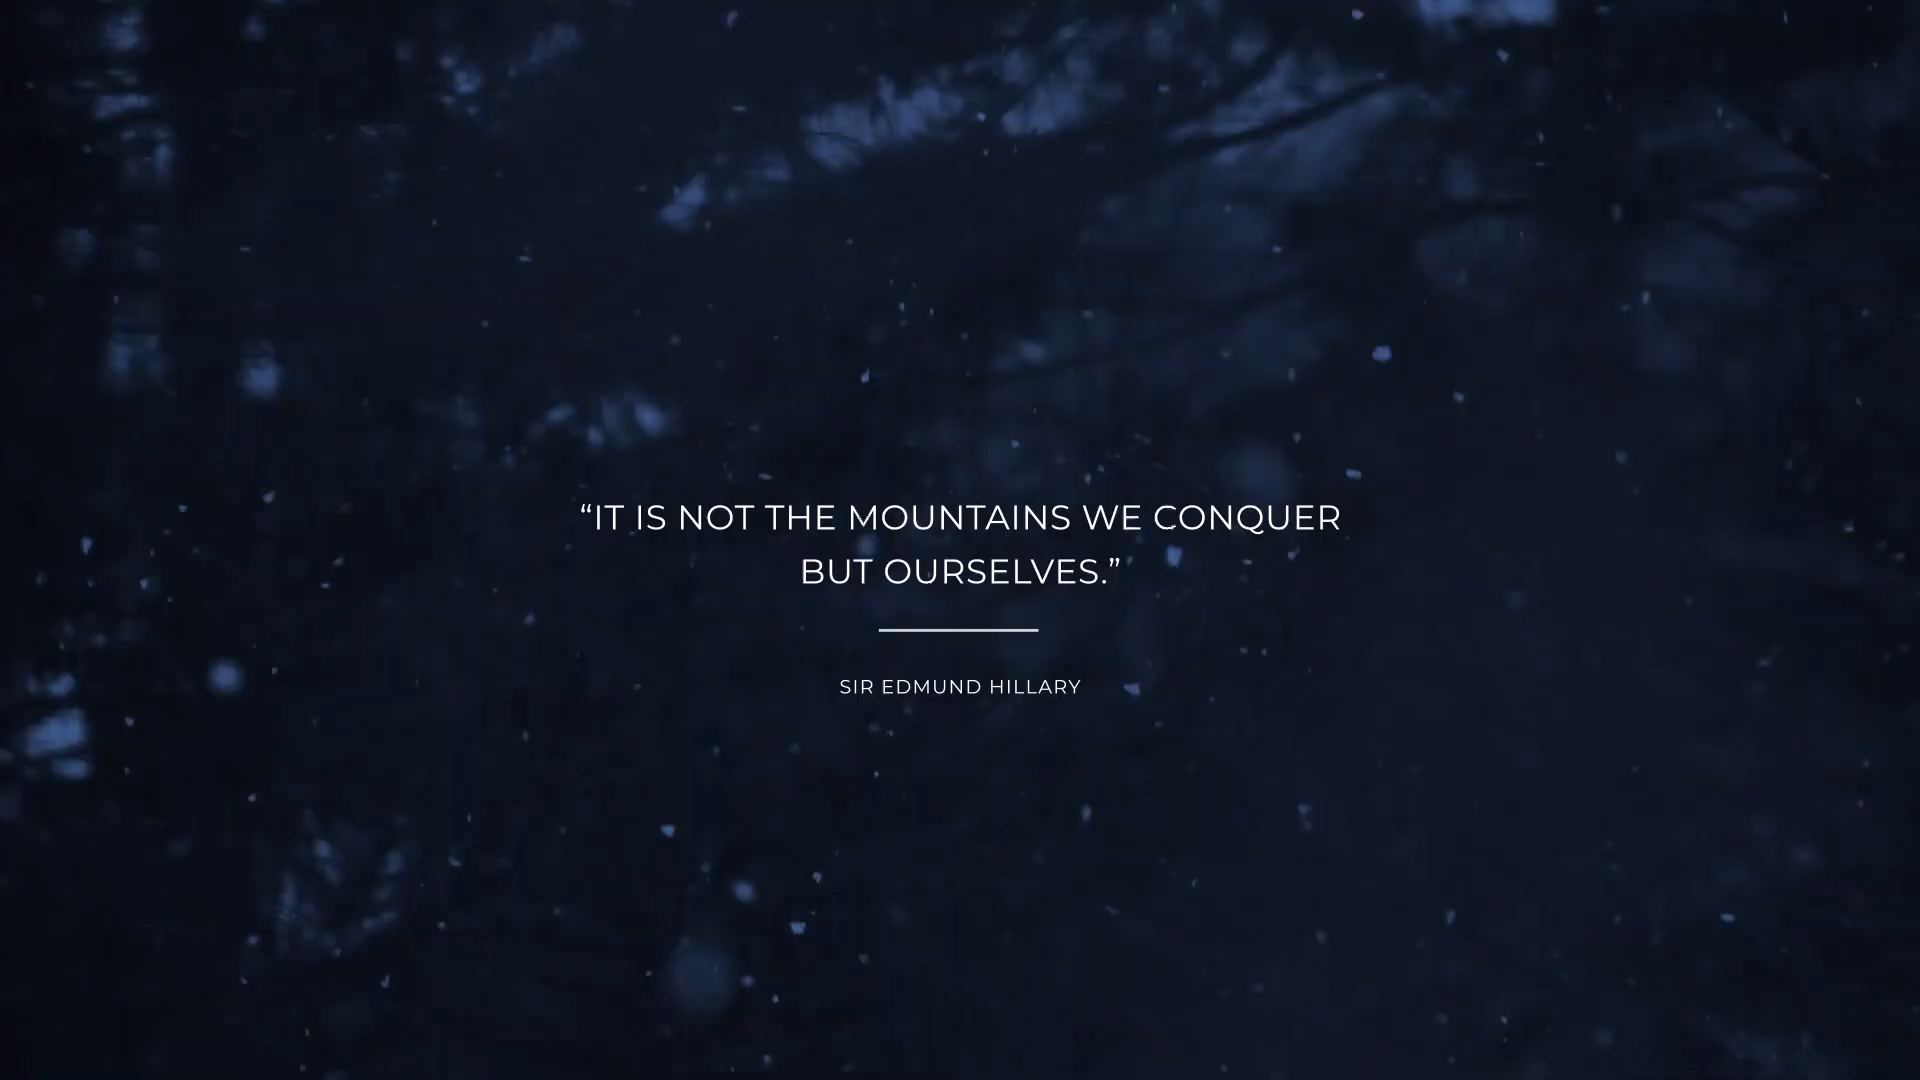 “IT IS NOT THE MOUNTAINS WE CONQUER
BUT OURSELVES.”
SIR EDMUND HILLARY